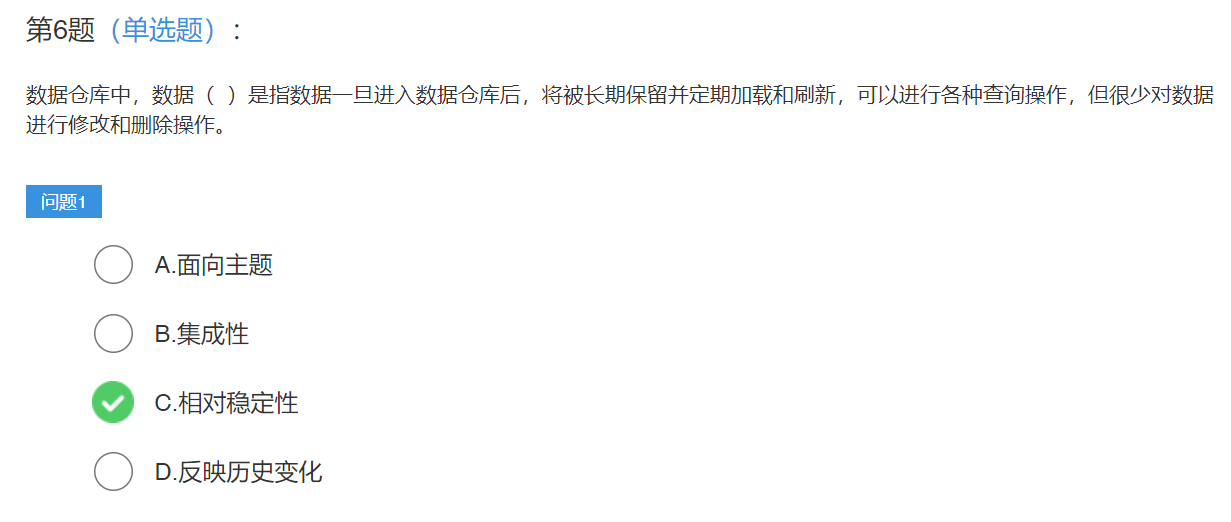 第6题（单选题）:
数据仓库中，数据（ ）是指数据一旦进入数据仓库后，将被长期保留并定期加载和刷新，可以进行各种查询操作，但很少对数据
进行修改和删除操作。
问题1
A.面向主题
B.集成性
C.相对稳定性
D.反映历史变化